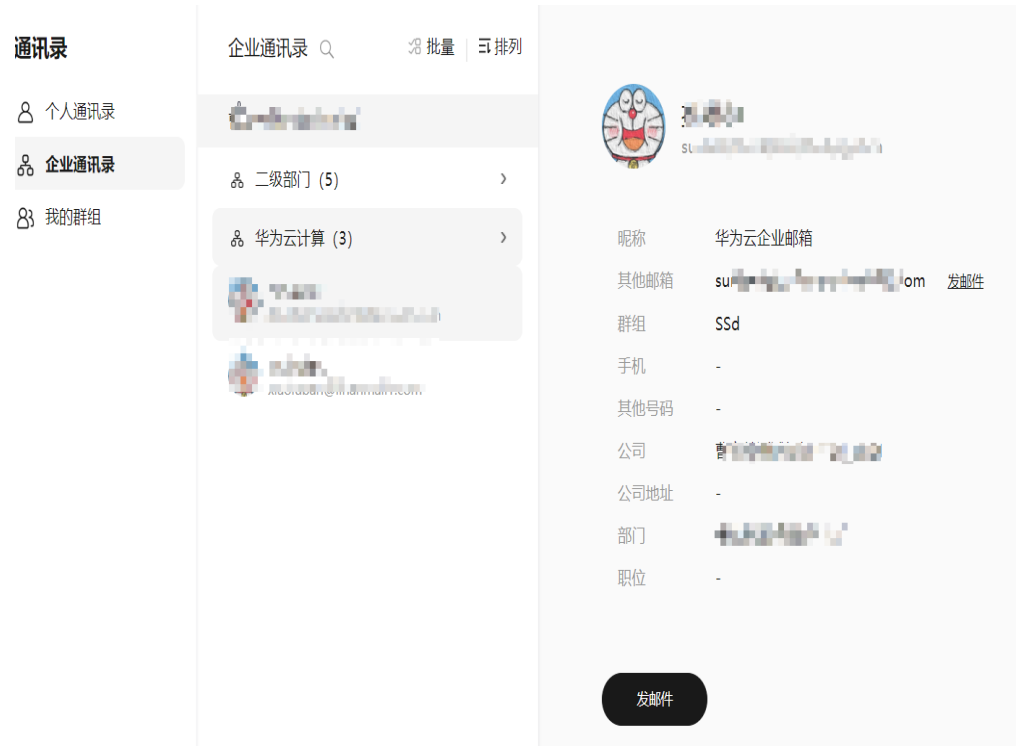 通讯录
个人通讯录
企业通讯录
我的群组
企业通讯录
批量
排列
二级部门 (5)
华为云计算 (3)
昵称 华为云企业邮箱
其他邮箱 su om 发邮件
群组 SSd
手机 -
其他号码 -
公司
公司地址 -
部门
职位 -
发邮件